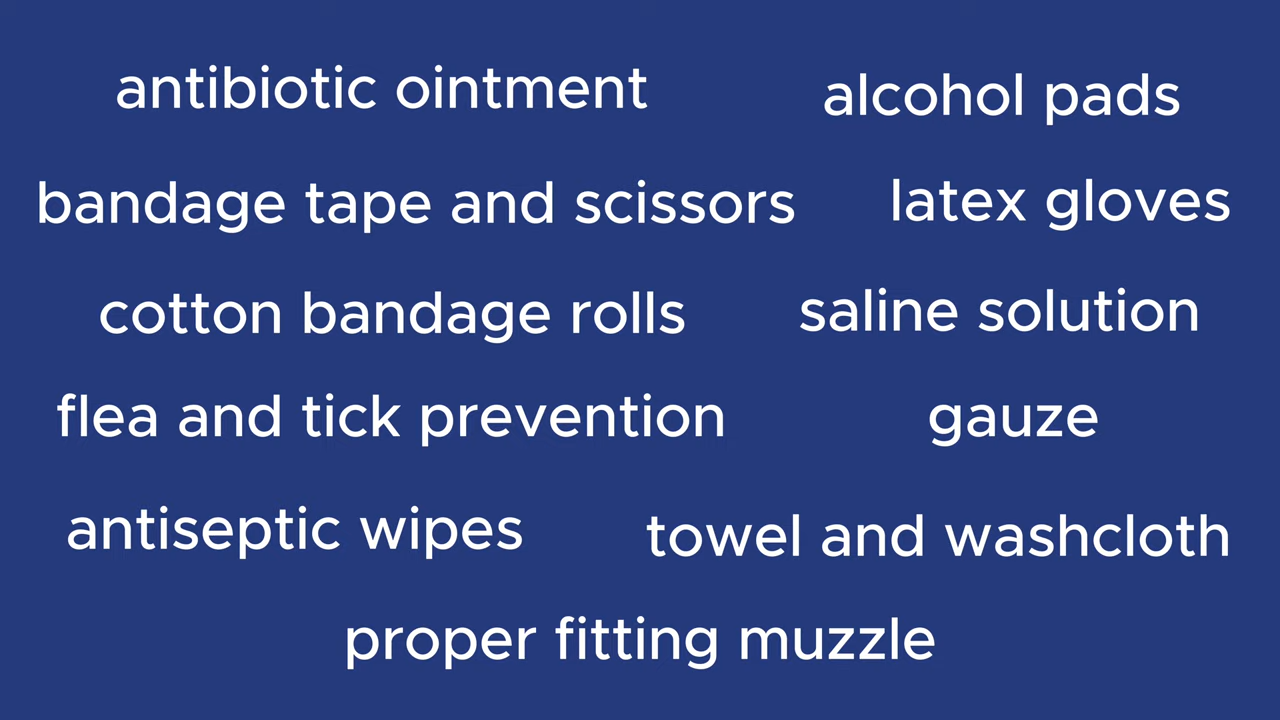 antibiotic ointment
alcohol pads
bandage tape and scissors
latex gloves
cotton bandage rolls
saline solution
flea and tick prevention
gauze
antiseptic wipes
towel and washcloth
proper fitting muzzle